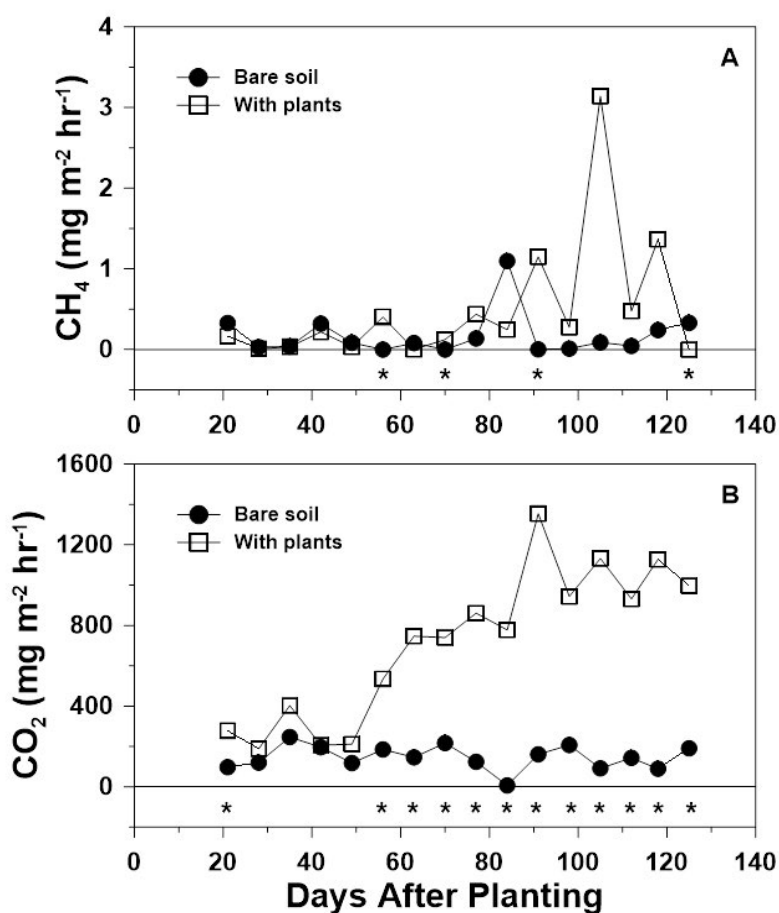 4
A
Bare soil
With plants
3
2
1
0
CH₄ (mg m⁻² hr⁻¹)
* * * *
0 20 40 60 80 100 120 140
1600
B
Bare soil
With plants
1200
800
400
0
CO₂ (mg m⁻² hr⁻¹)
* * * * * * * * * * * *
0 20 40 60 80 100 120 140
Days After Planting